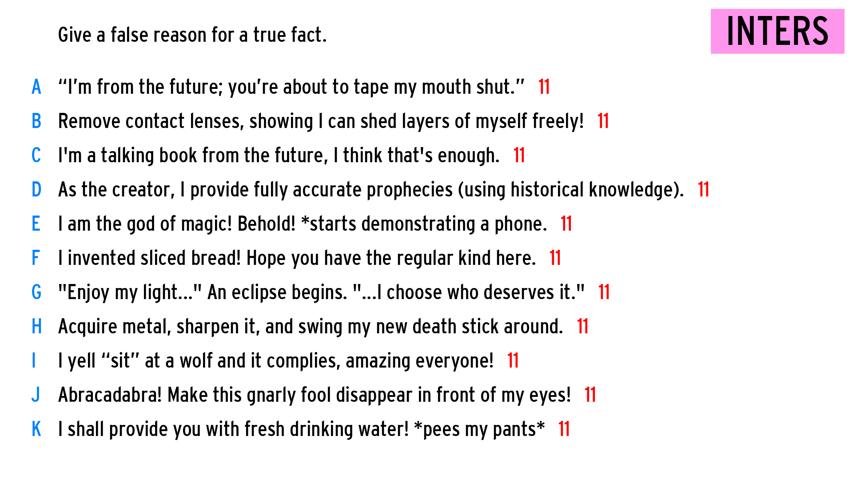 Give a false reason for a true fact.
INTERS
A “I’m from the future; you’re about to tape my mouth shut.” 11
B Remove contact lenses, showing I can shed layers of myself freely! 11
C I'm a talking book from the future, I think that's enough. 11
D As the creator, I provide fully accurate prophecies (using historical knowledge). 11
E I am the god of magic! Behold! *starts demonstrating a phone. 11
F I invented sliced bread! Hope you have the regular kind here. 11
G "Enjoy my light..." An eclipse begins. "...I choose who deserves it." 11
H Acquire metal, sharpen it, and swing my new death stick around. 11
I I yell “sit” at a wolf and it complies, amazing everyone! 11
J Abracadabra! Make this gnarly fool disappear in front of my eyes! 11
K I shall provide you with fresh drinking water! *pees my pants* 11